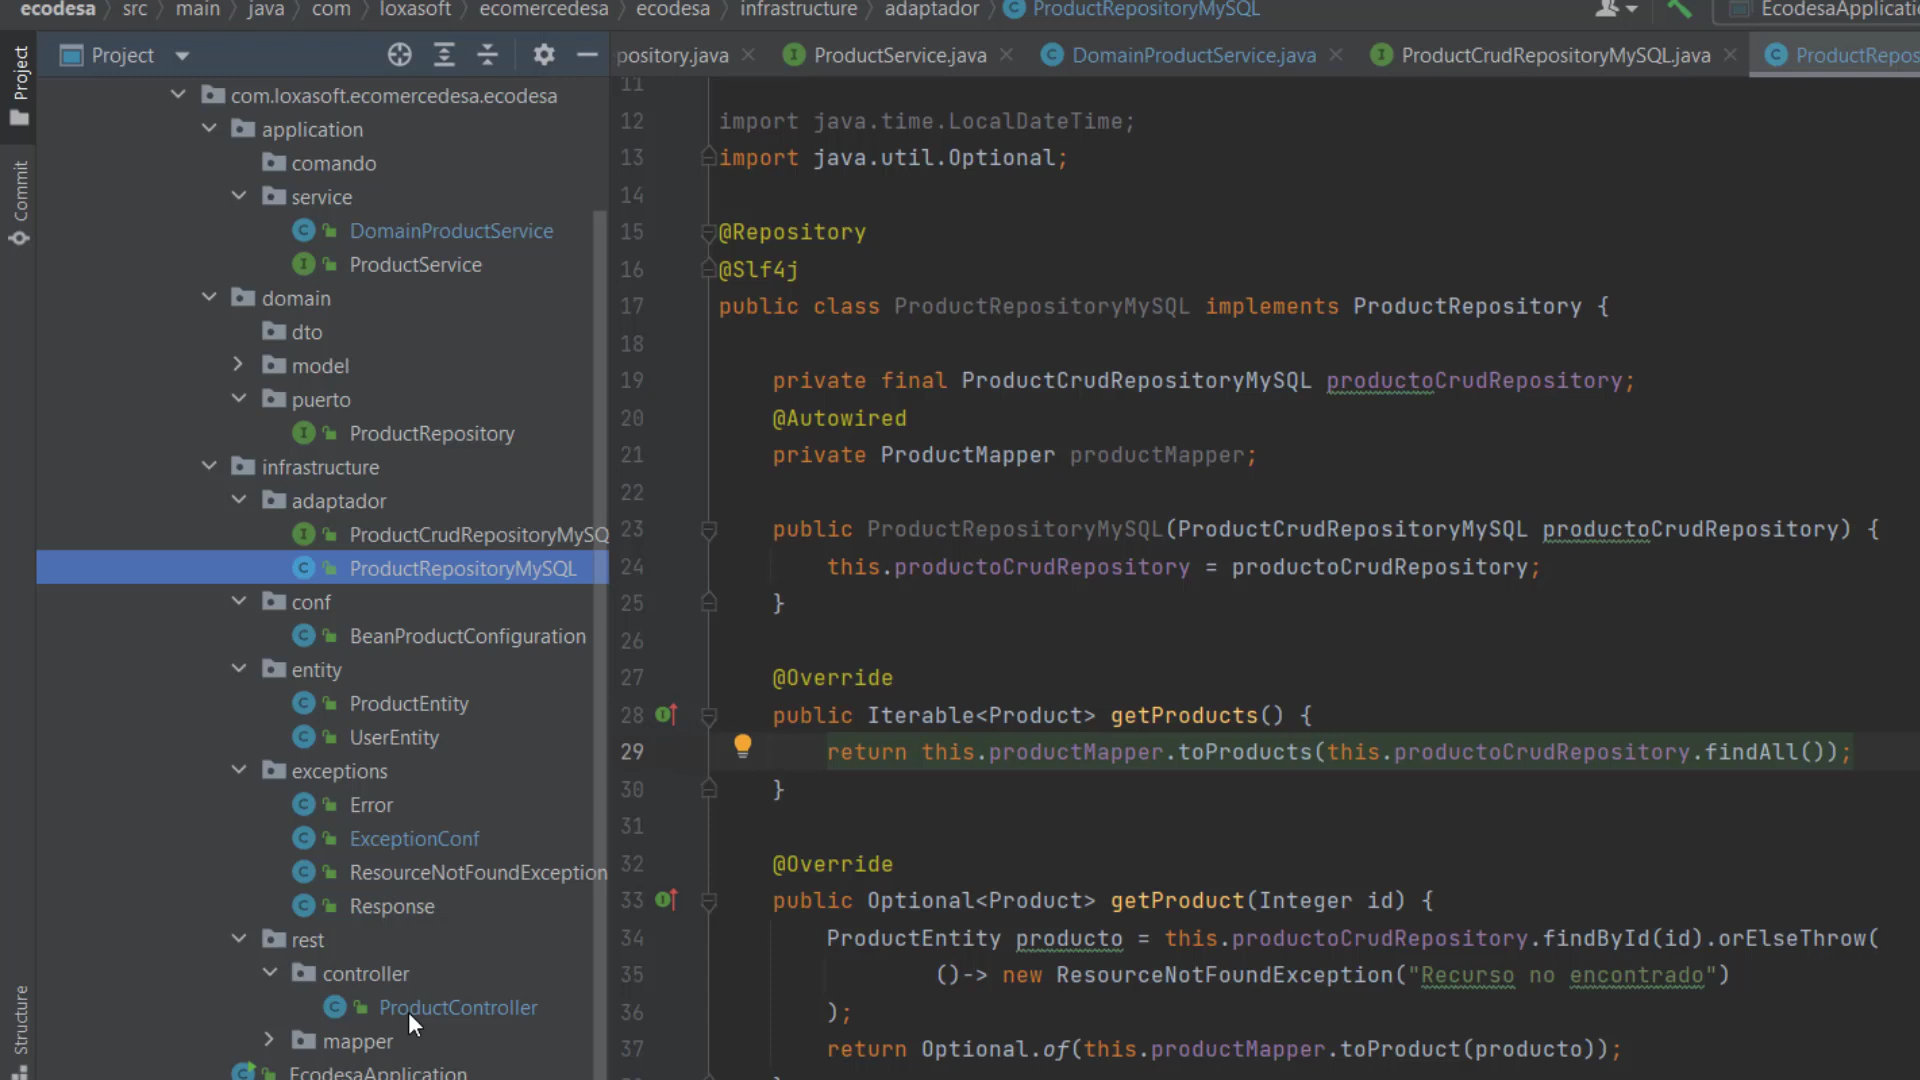 ecodesa src main java com loxasoft ecomercedesa ecodesa infrastructure adaptador ProductRepositoryMySQL
Project
pository.java ProductService.java DomainProductService.java ProductCrudRepositoryMySQL.java ProductRepos
Project
Commit
Structure
com.loxasoft.ecomercedesa.ecodesa
application
comando
service
DomainProductService
ProductService
domain
dto
model
puerto
ProductRepository
infrastructure
adaptador
ProductCrudRepositoryMySQ
ProductRepositoryMySQL
conf
BeanProductConfiguration
entity
ProductEntity
UserEntity
exceptions
Error
ExceptionConf
ResourceNotFoundException
Response
rest
controller
ProductController
mapper
EcodesaApplication
11
12 import java.time.LocalDateTime;
13 import java.util.Optional;
14
15 @Repository
16 @Slf4j
17 public class ProductRepositoryMySQL implements ProductRepository {
18
19 private final ProductCrudRepositoryMySQL productoCrudRepository;
20 @Autowired
21 private ProductMapper productMapper;
22
23 public ProductRepositoryMySQL(ProductCrudRepositoryMySQL productoCrudRepository) {
24 this.productoCrudRepository = productoCrudRepository;
25 }
26
27 @Override
28 public Iterable<Product> getProducts() {
29 return this.productMapper.toProducts(this.productoCrudRepository.findAll());
30 }
31
32 @Override
33 public Optional<Product> getProduct(Integer id) {
34 ProductEntity producto = this.productoCrudRepository.findById(id).orElseThrow(
35 ()-> new ResourceNotFoundException("Recurso no encontrado")
36 );
37 return Optional.of(this.productMapper.toProduct(producto));